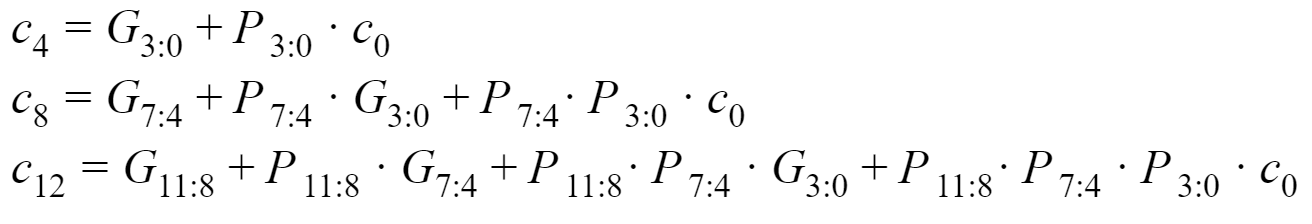 c₄ = G₃:₀ + P₃:₀ · c₀
c₈ = G₇:₄ + P₇:₄ · G₃:₀ + P₇:₄ · P₃:₀ · c₀
c₁₂ = G₁₁:₈ + P₁₁:₈ · G₇:₄ + P₁₁:₈ · P₇:₄ · G₃:₀ + P₁₁:₈ · P₇:₄ · P₃:₀ · c₀